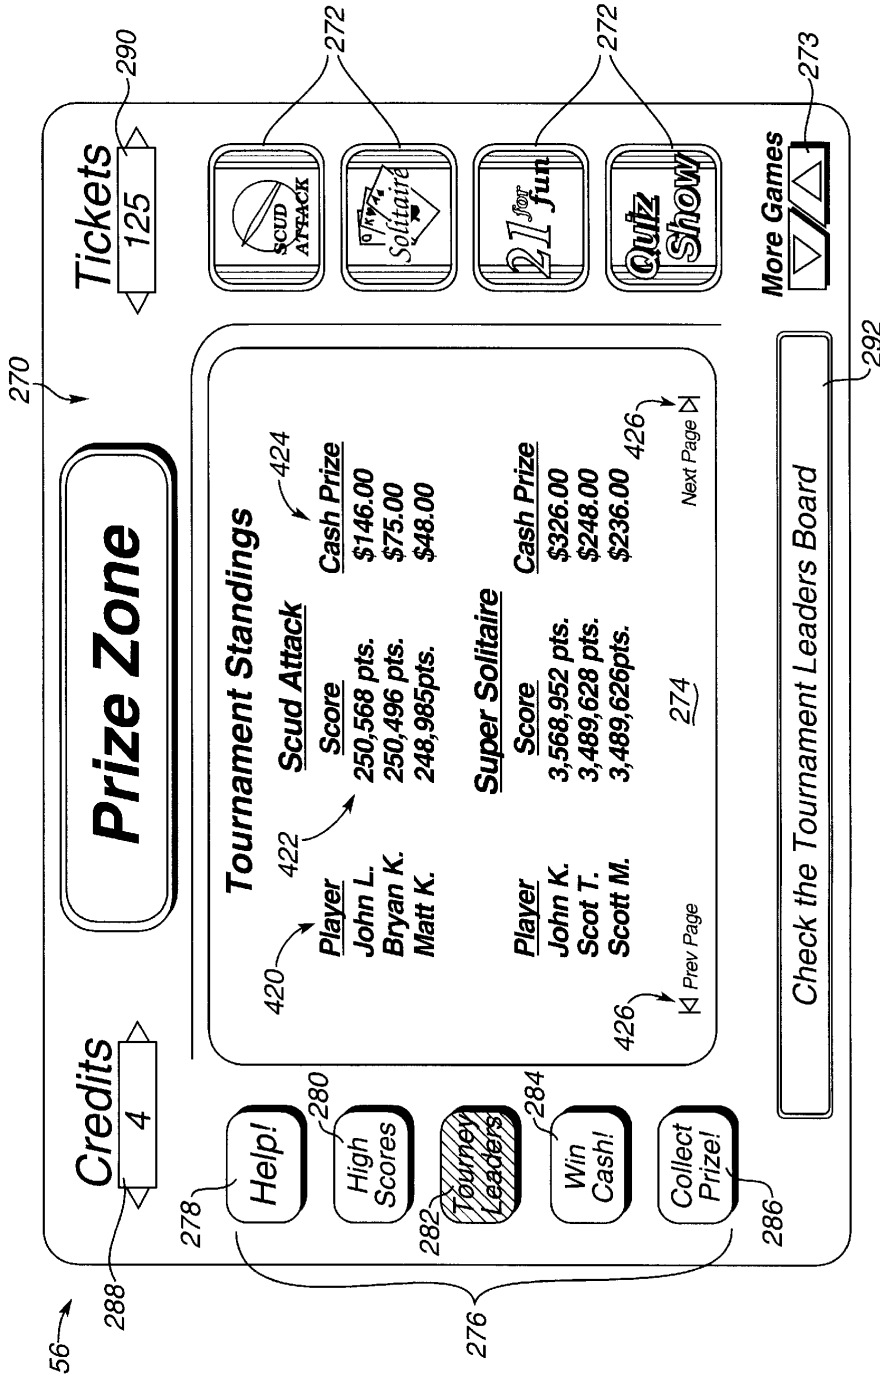 56
270
Credits
4
288
Prize Zone
Tickets
125
290
278
Help!
280
High
Scores
282
Tourney
Leaders
284
Win
Cash!
286
Collect
Prize!
276
Tournament Standings
Scud Attack
420
422
424
Player Score Cash Prize
John L. 250,568 pts. $146.00
Bryan K. 250,496 pts. $75.00
Matt K. 248,985pts. $48.00
Super Solitaire
Player Score Cash Prize
John K. 3,568,952 pts. $326.00
Scot T. 3,489,628 pts. $248.00
Scott M. 3,489,626pts. $236.00
426
Prev Page
274
426
Next Page
272
SCUD
ATTACK
Q K
Solitaire
272
21 for
fun
Quiz
Show
More Games
273
Check the Tournament Leaders Board
292